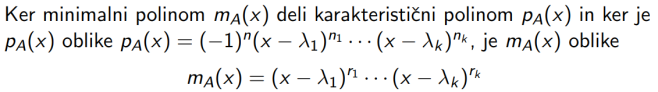 Ker minimalni polinom m_A(x) deli karakteristični polinom p_A(x) in ker je
p_A(x) oblike p_A(x) = (−1)^n(x − λ_1)^{n_1} ⋯ (x − λ_k)^{n_k}, je m_A(x) oblike
m_A(x) = (x − λ_1)^{r_1} ⋯ (x − λ_k)^{r_k}